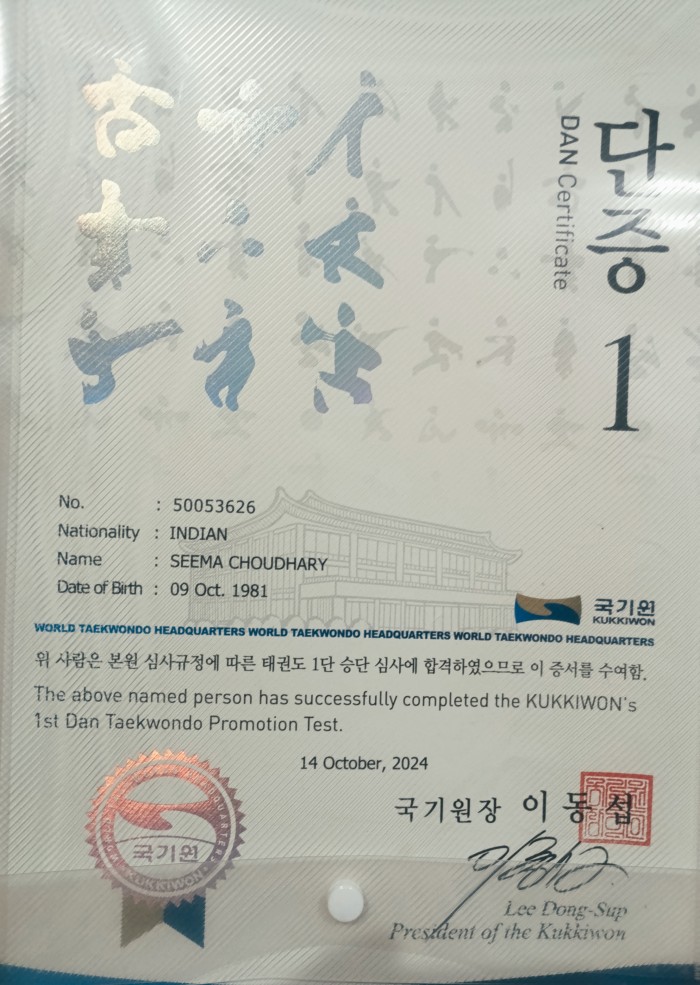 단증
DAN Certificate
1
No. : 50053626
Nationality : INDIAN
Name : SEEMA CHOUDHARY
Date of Birth : 09 Oct. 1981
국기원
KUKKIWON
WORLD TAEKWONDO HEADQUARTERS WORLD TAEKWONDO HEADQUARTERS WORLD TAEKWONDO HEADQUARTERS
위 사람은 본원 심사규정에 따른 태권도 1단 승단 심사에 합격하였으므로 이 증서를 수여함.
The above named person has successfully completed the KUKKIWON's
1st Dan Taekwondo Promotion Test.
14 October, 2024
국기원장 이동섭
국기원
KUKKIWON
Lee Dong-Sup
President of the Kukkiwon